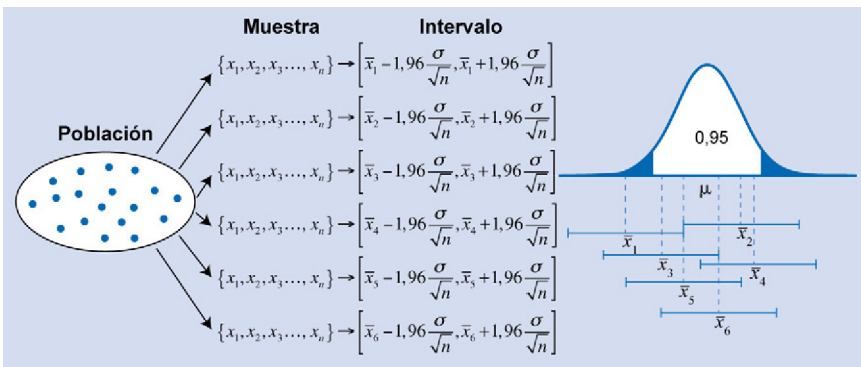 Muestra Intervalo
{x₁, x₂, x₃..., xₙ} → [x̄₁ − 1,96 σ/√n, x̄₁ + 1,96 σ/√n]
{x₁, x₂, x₃..., xₙ} → [x̄₂ − 1,96 σ/√n, x̄₂ + 1,96 σ/√n]
Población
{x₁, x₂, x₃..., xₙ} → [x̄₃ − 1,96 σ/√n, x̄₃ + 1,96 σ/√n]
{x₁, x₂, x₃..., xₙ} → [x̄₄ − 1,96 σ/√n, x̄₄ + 1,96 σ/√n]
{x₁, x₂, x₃..., xₙ} → [x̄₅ − 1,96 σ/√n, x̄₅ + 1,96 σ/√n]
{x₁, x₂, x₃..., xₙ} → [x̄₆ − 1,96 σ/√n, x̄₆ + 1,96 σ/√n]
0,95
μ
x̄₁ x̄₂
x̄₃ x̄₄
x̄₅
x̄₆